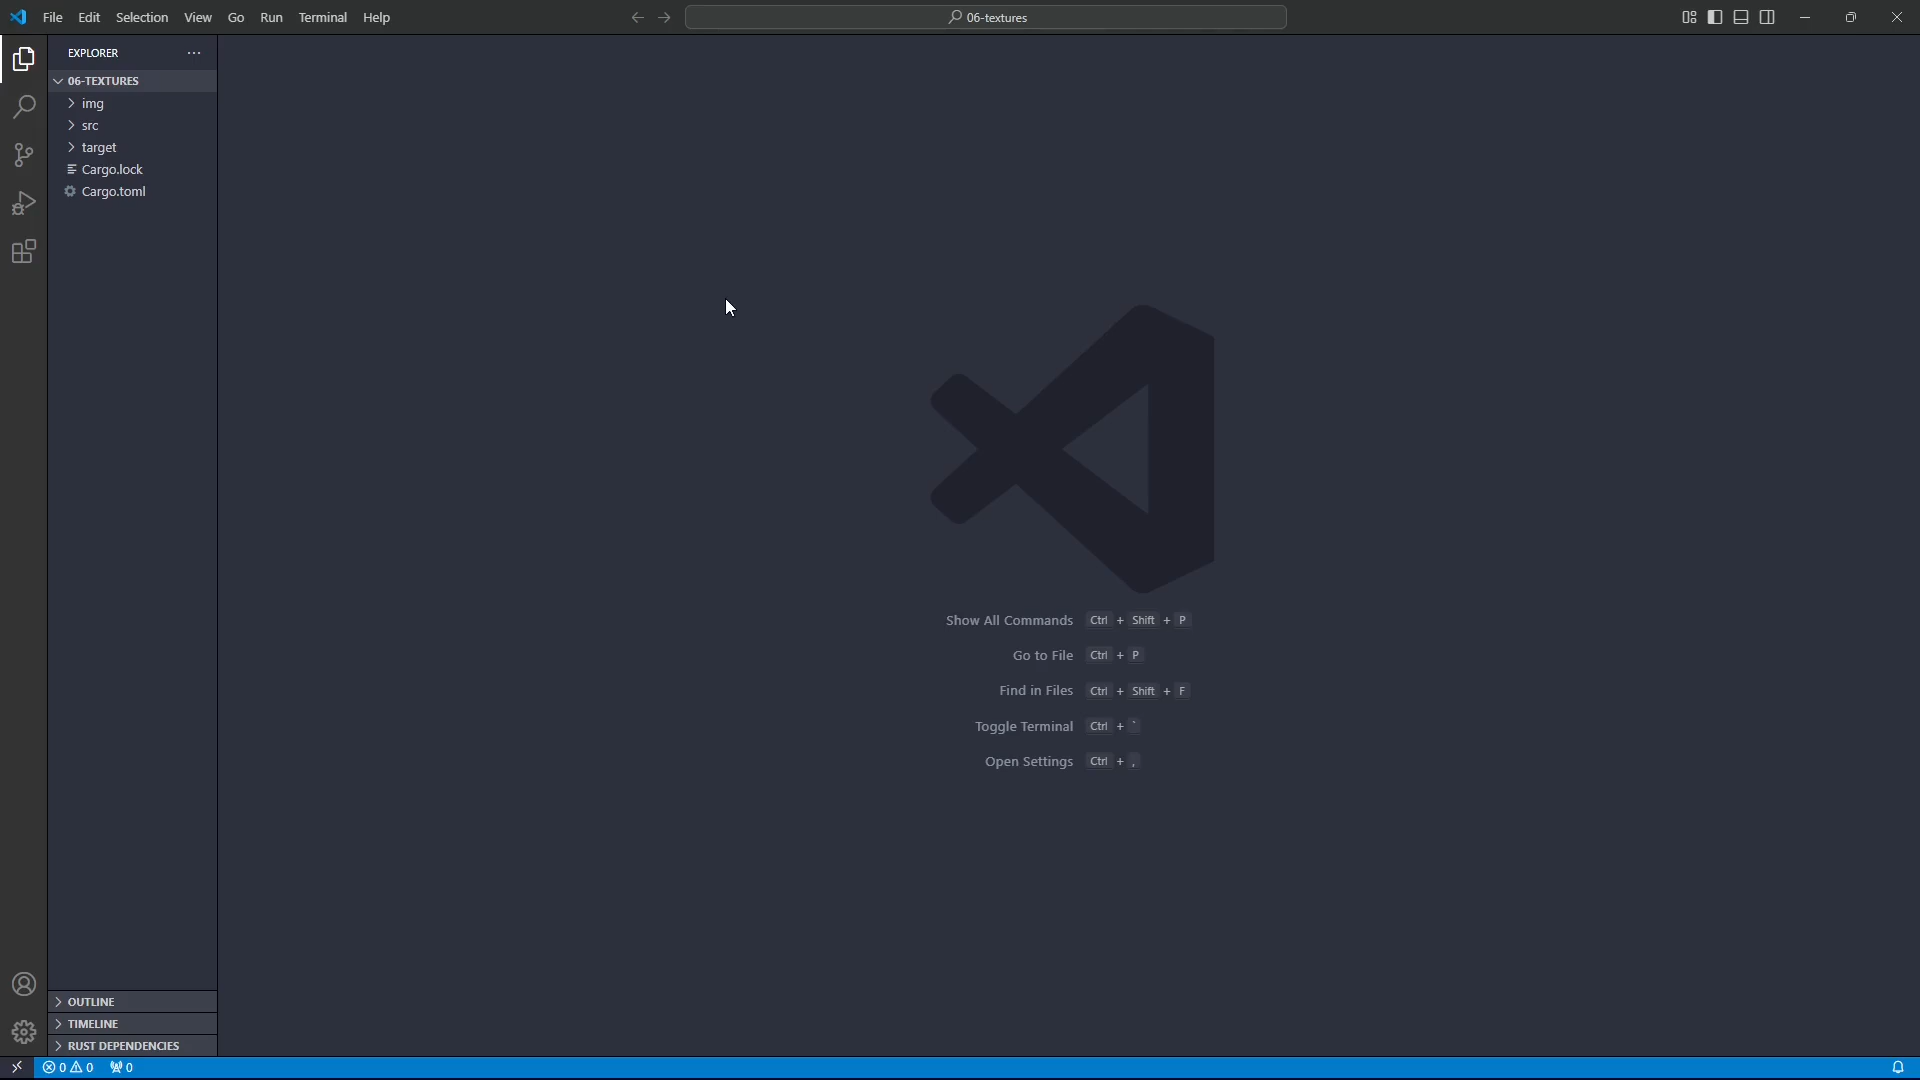 File Edit Selection View Go Run Terminal Help
06-textures
EXPLORER
06-TEXTURES
img
src
target
Cargo.lock
Cargo.toml
Show All Commands Ctrl + Shift + P
Go to File Ctrl + P
Find in Files Ctrl + Shift + F
Toggle Terminal Ctrl + `
Open Settings Ctrl + ,
OUTLINE
TIMELINE
RUST DEPENDENCIES
0 0 0